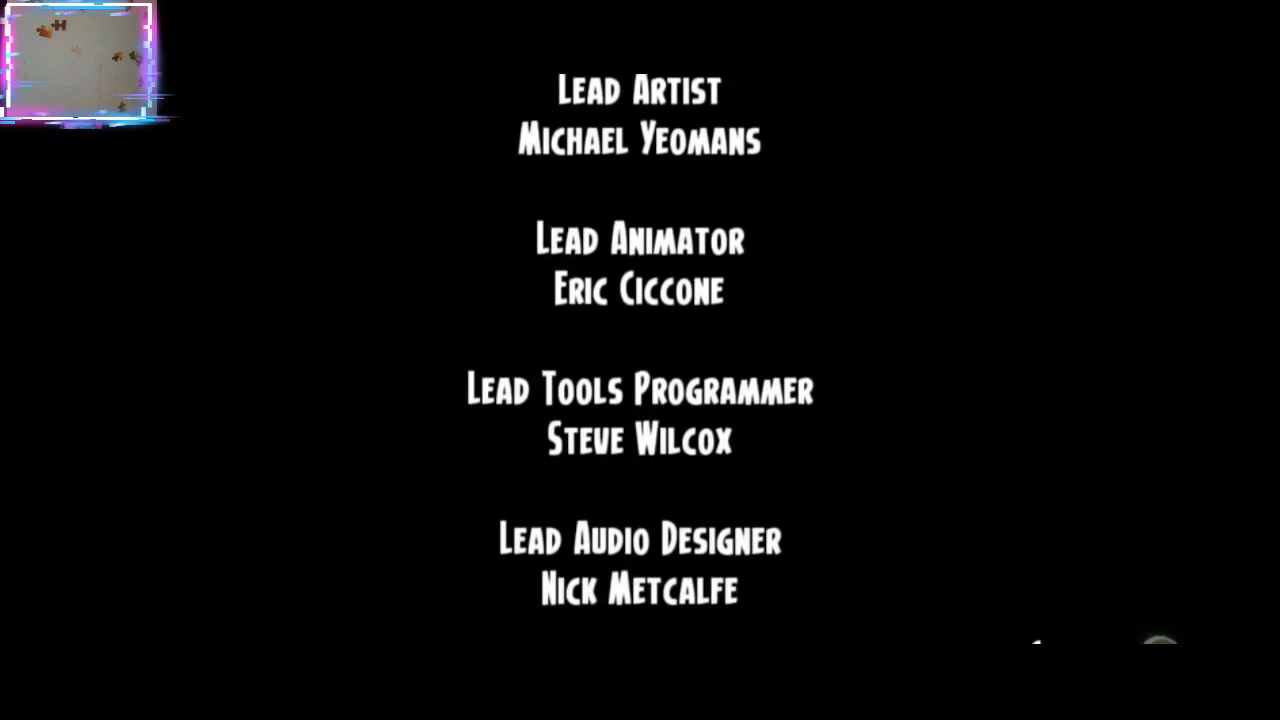 Lead Artist
Michael Yeomans
Lead Animator
Eric Ciccone
Lead Tools Programmer
Steve Wilcox
Lead Audio Designer
Nick Metcalfe